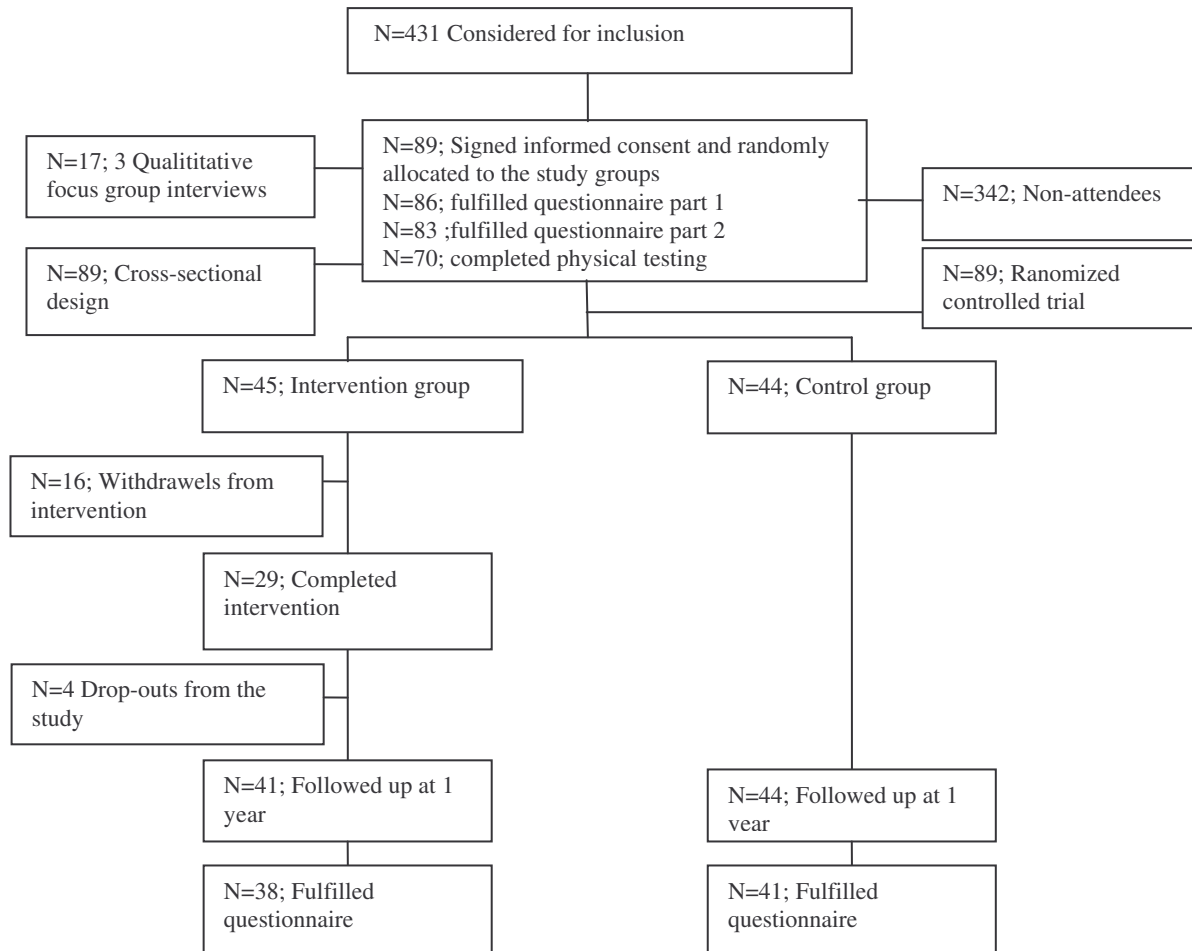 N=431 Considered for inclusion
N=17; 3 Qualititative
focus group interviews
N=89; Signed informed consent and randomly
allocated to the study groups
N=86; fulfilled questionnaire part 1
N=83 ;fulfilled questionnaire part 2
N=70; completed physical testing
N=342; Non-attendees
N=89; Cross-sectional
design
N=89; Ranomized
controlled trial
N=45; Intervention group
N=44; Control group
N=16; Withdrawels from
intervention
N=29; Completed
intervention
N=4 Drop-outs from the
study
N=41; Followed up at 1
year
N=44; Followed up at 1
vear
N=38; Fulfilled
questionnaire
N=41; Fulfilled
questionnaire